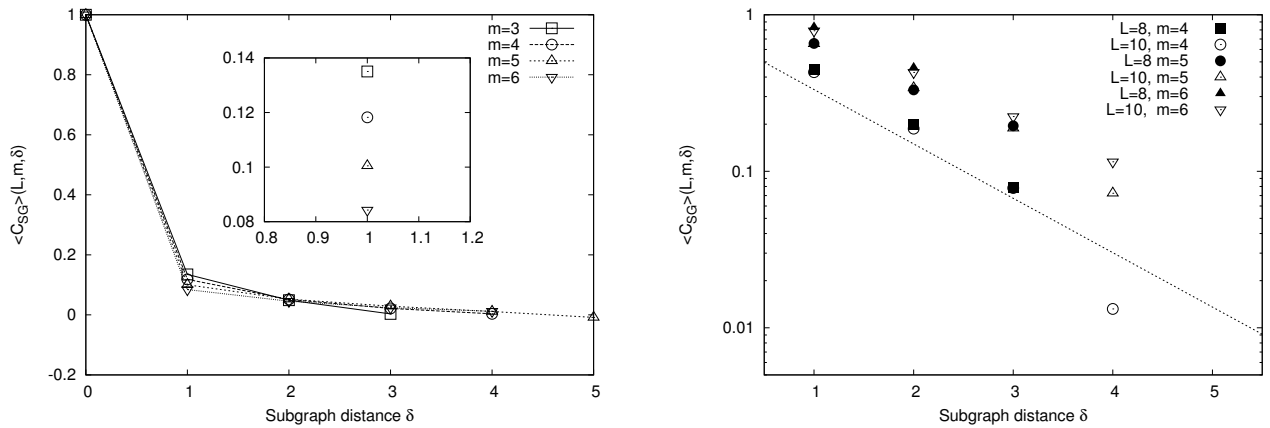 1
0.8
0.6
0.4
0.2
0
-0.2
0 1 2 3 4 5
<C_SG>(L,m,δ)
Subgraph distance δ
m=3
m=4
m=5
m=6
0.14
0.12
0.1
0.08
0.8 0.9 1 1.1 1.2
1
0.1
0.01
1 2 3 4 5
<C_SG>(L,m,δ)
Subgraph distance δ
L=8, m=4
L=10, m=4
L=8 m=5
L=10, m=5
L=8, m=6
L=10, m=6